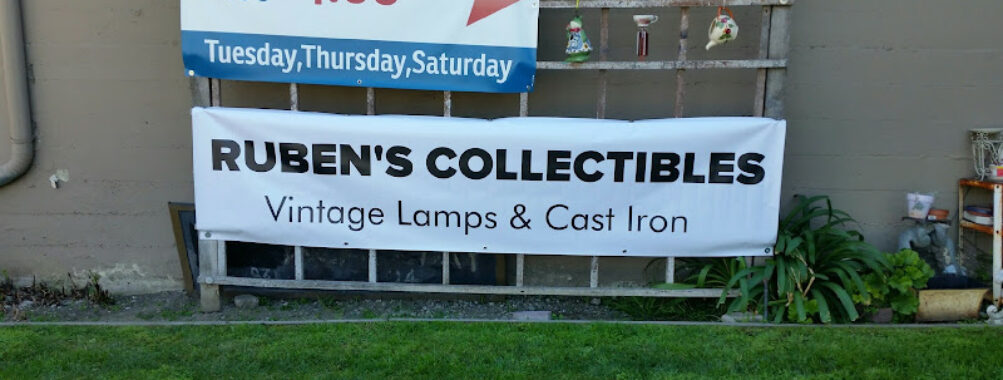 Tuesday,Thursday,Saturday
RUBEN'S COLLECTIBLES
Vintage Lamps & Cast Iron